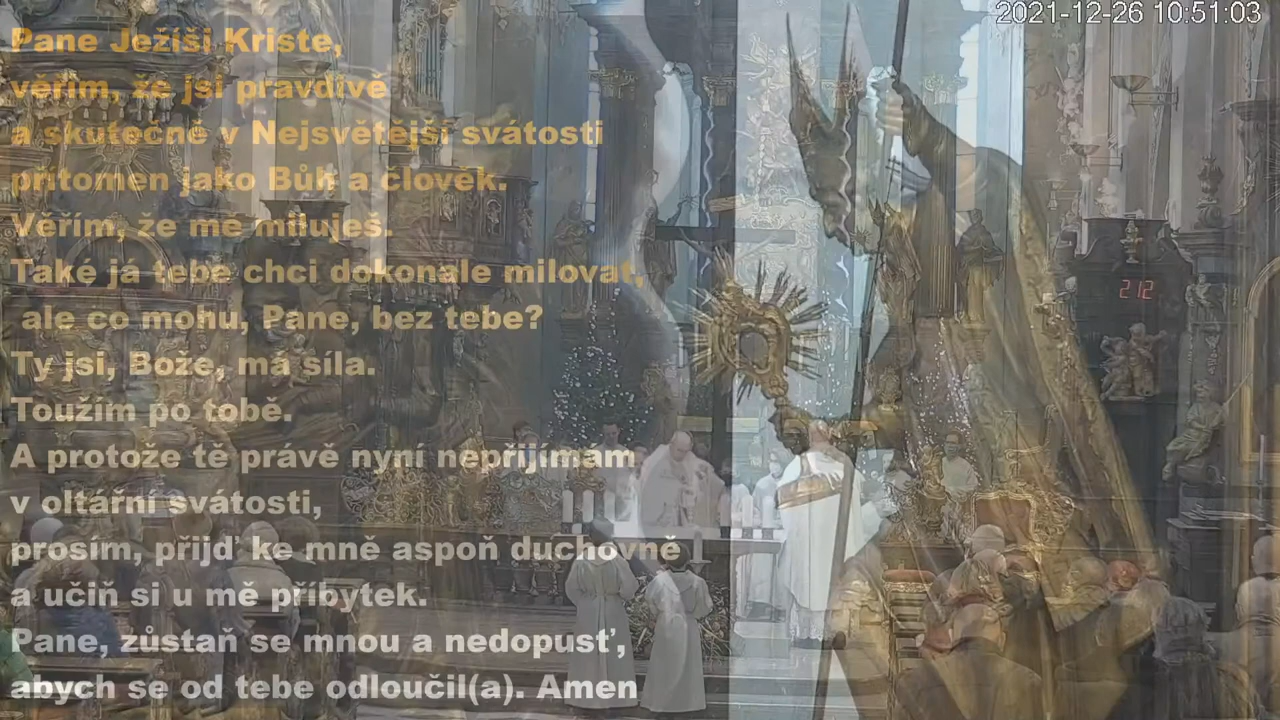 2021-12-26 10:51:03
Pane Ježíši Kriste,
věřím, že jsi pravdivě
a skutečně v Nejsvětější svátosti
přítomen jako Bůh a člověk.
Věřím, že mě miluješ.
Také já tebe chci dokonale milovat,
ale co mohu, Pane, bez tebe?
212
Ty jsi, Bože, má síla.
Toužím po tobě.
A protože tě právě nyní nepřijímám
v oltářní svátosti,
prosím, přijď ke mně aspoň duchovně
a učiň si u mě příbytek.
Pane, zůstaň se mnou a nedopusť,
abych se od tebe odloučil(a). Amen